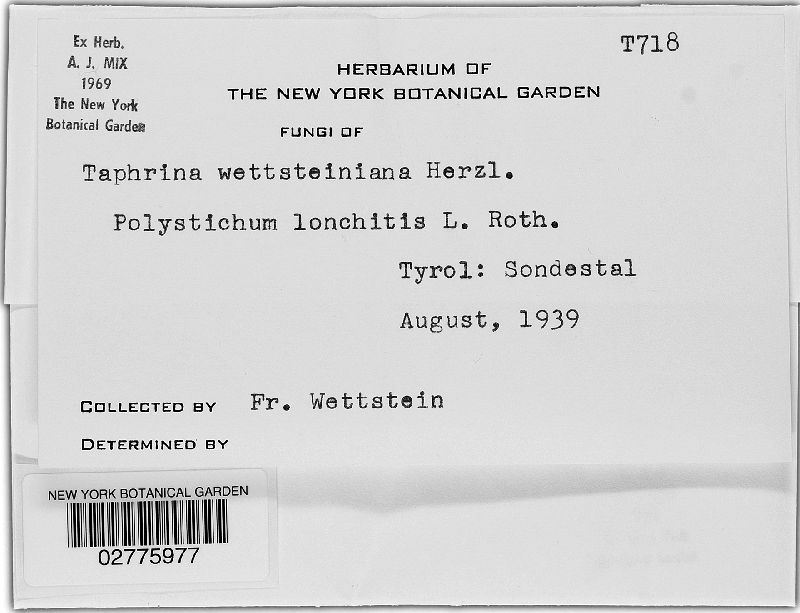 Ex Herb.
A. J. MIX
1969
The New York
Botanical Garden
T718
HERBARIUM OF
THE NEW YORK BOTANICAL GARDEN
FUNGI OF
Taphrina wettsteiniana Herzl.
Polystichum lonchitis L. Roth.
Tyrol: Sondestal
August, 1939
COLLECTED BY Fr. Wettstein
DETERMINED BY
NEW YORK BOTANICAL GARDEN
02775977